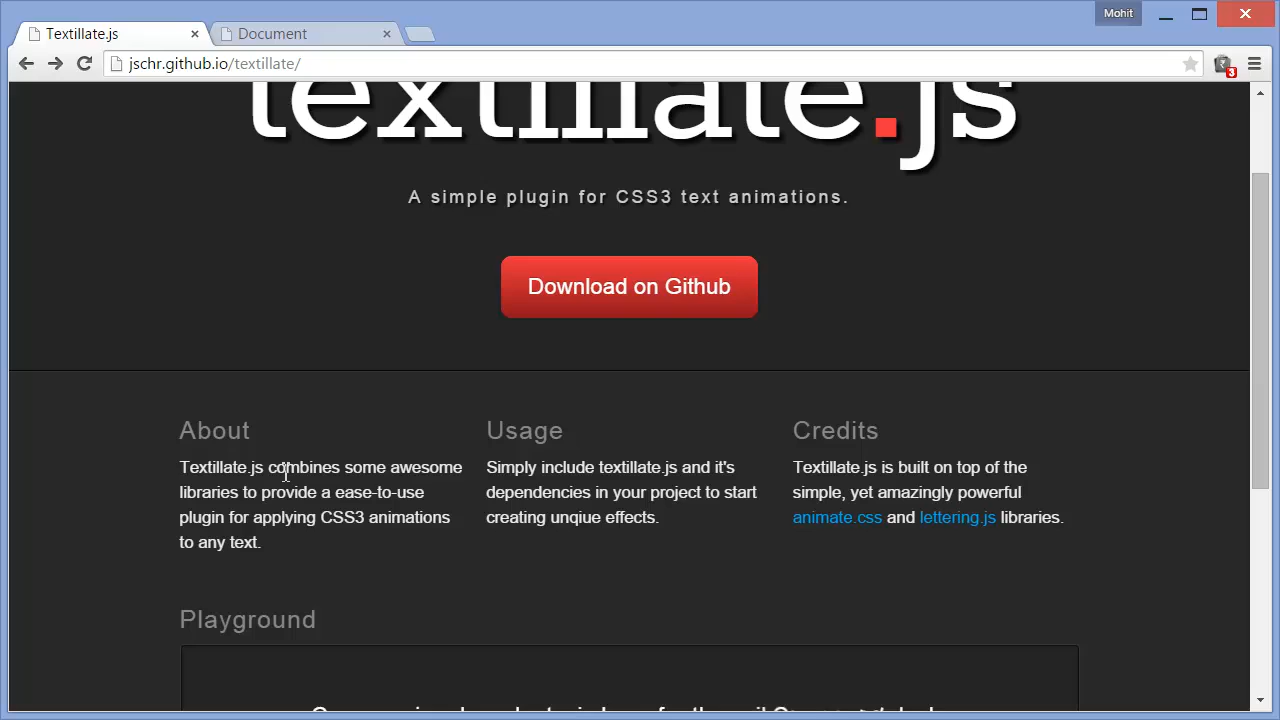 Mohit
Textillate.js
Document
jschr.github.io/textillate/
3
textillate.js
A simple plugin for CSS3 text animations.
Download on Github
About
Textillate.js combines some awesome
libraries to provide a ease-to-use
plugin for applying CSS3 animations
to any text.
Usage
Simply include textillate.js and it's
dependencies in your project to start
creating unqiue effects.
Credits
Textillate.js is built on top of the
simple, yet amazingly powerful
animate.css and lettering.js libraries.
Playground